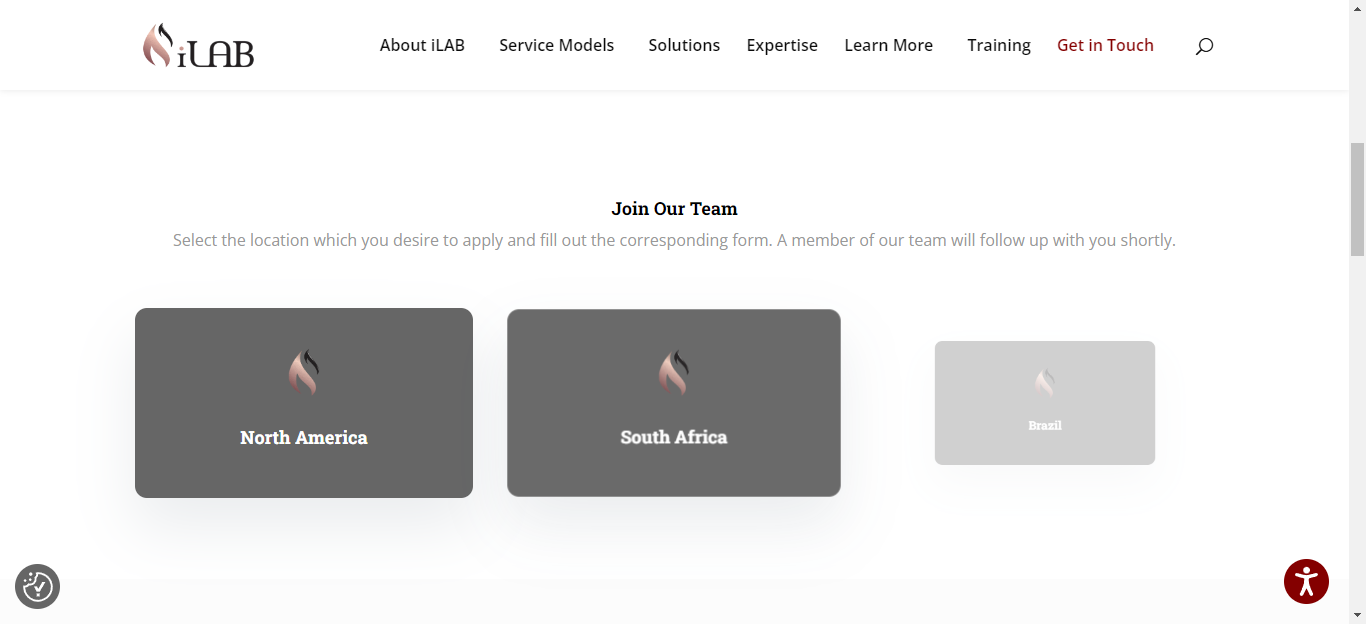 iLAB
About iLAB
Service Models
Solutions
Expertise
Learn More
Training
Get in Touch
Join Our Team
Select the location which you desire to apply and fill out the corresponding form. A member of our team will follow up with you shortly.
North America
South Africa
Brazil